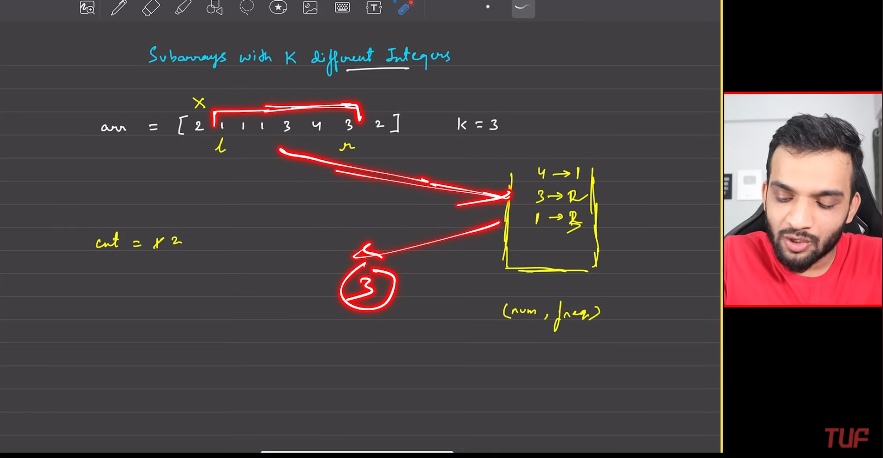 Subarrays with K different Integers
x
arr = [ 2 1 1 1 3 4 3 2 ] K = 3
l r
4 → 1
3 → 2
1 → 3
cnt = 1 2
3
(num, freq)
TUF